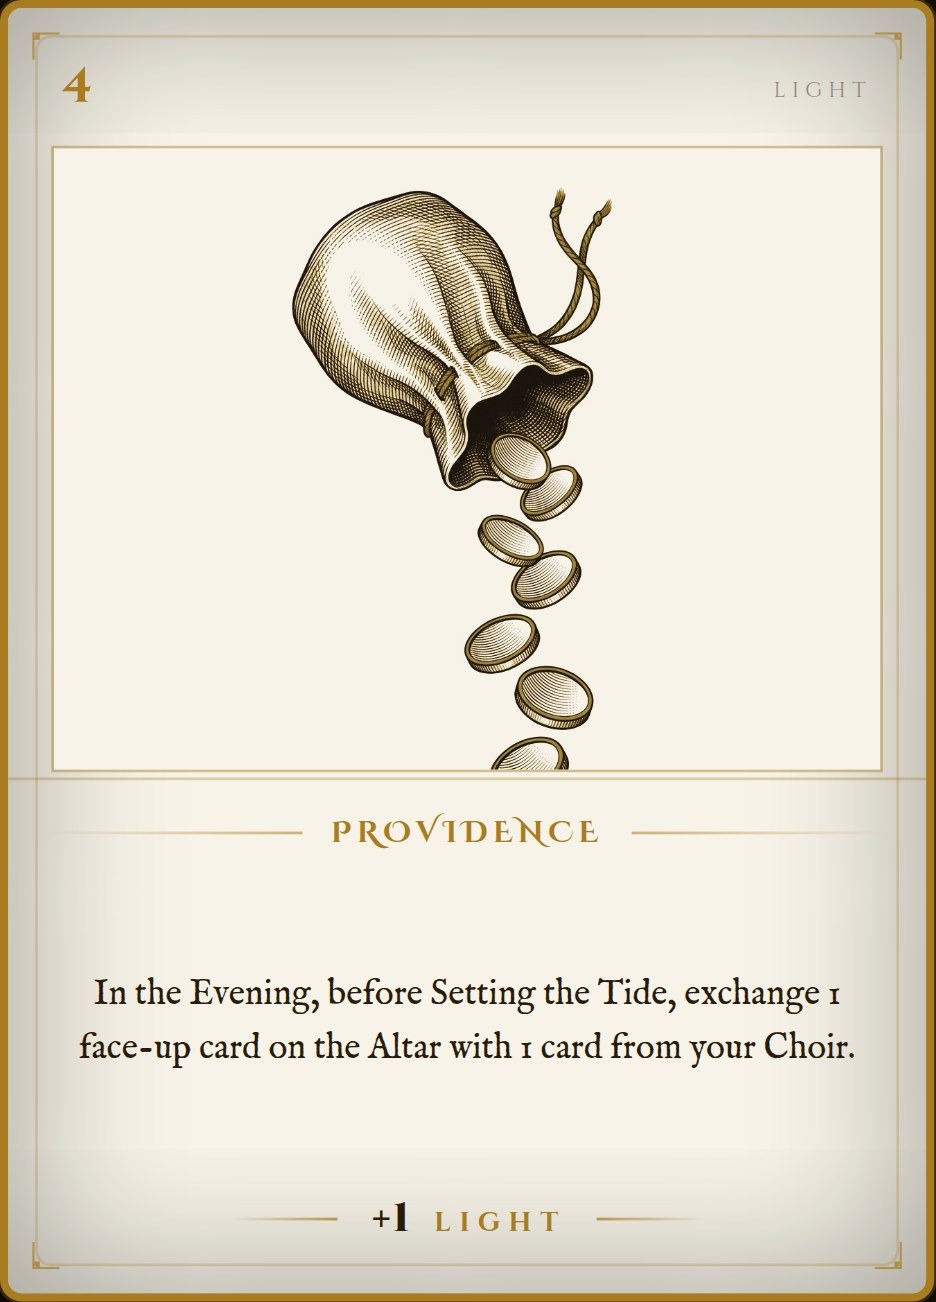 4
LIGHT
PROVIDENCE
In the Evening, before Setting the Tide, exchange 1
face-up card on the Altar with 1 card from your Choir.
+1 LIGHT